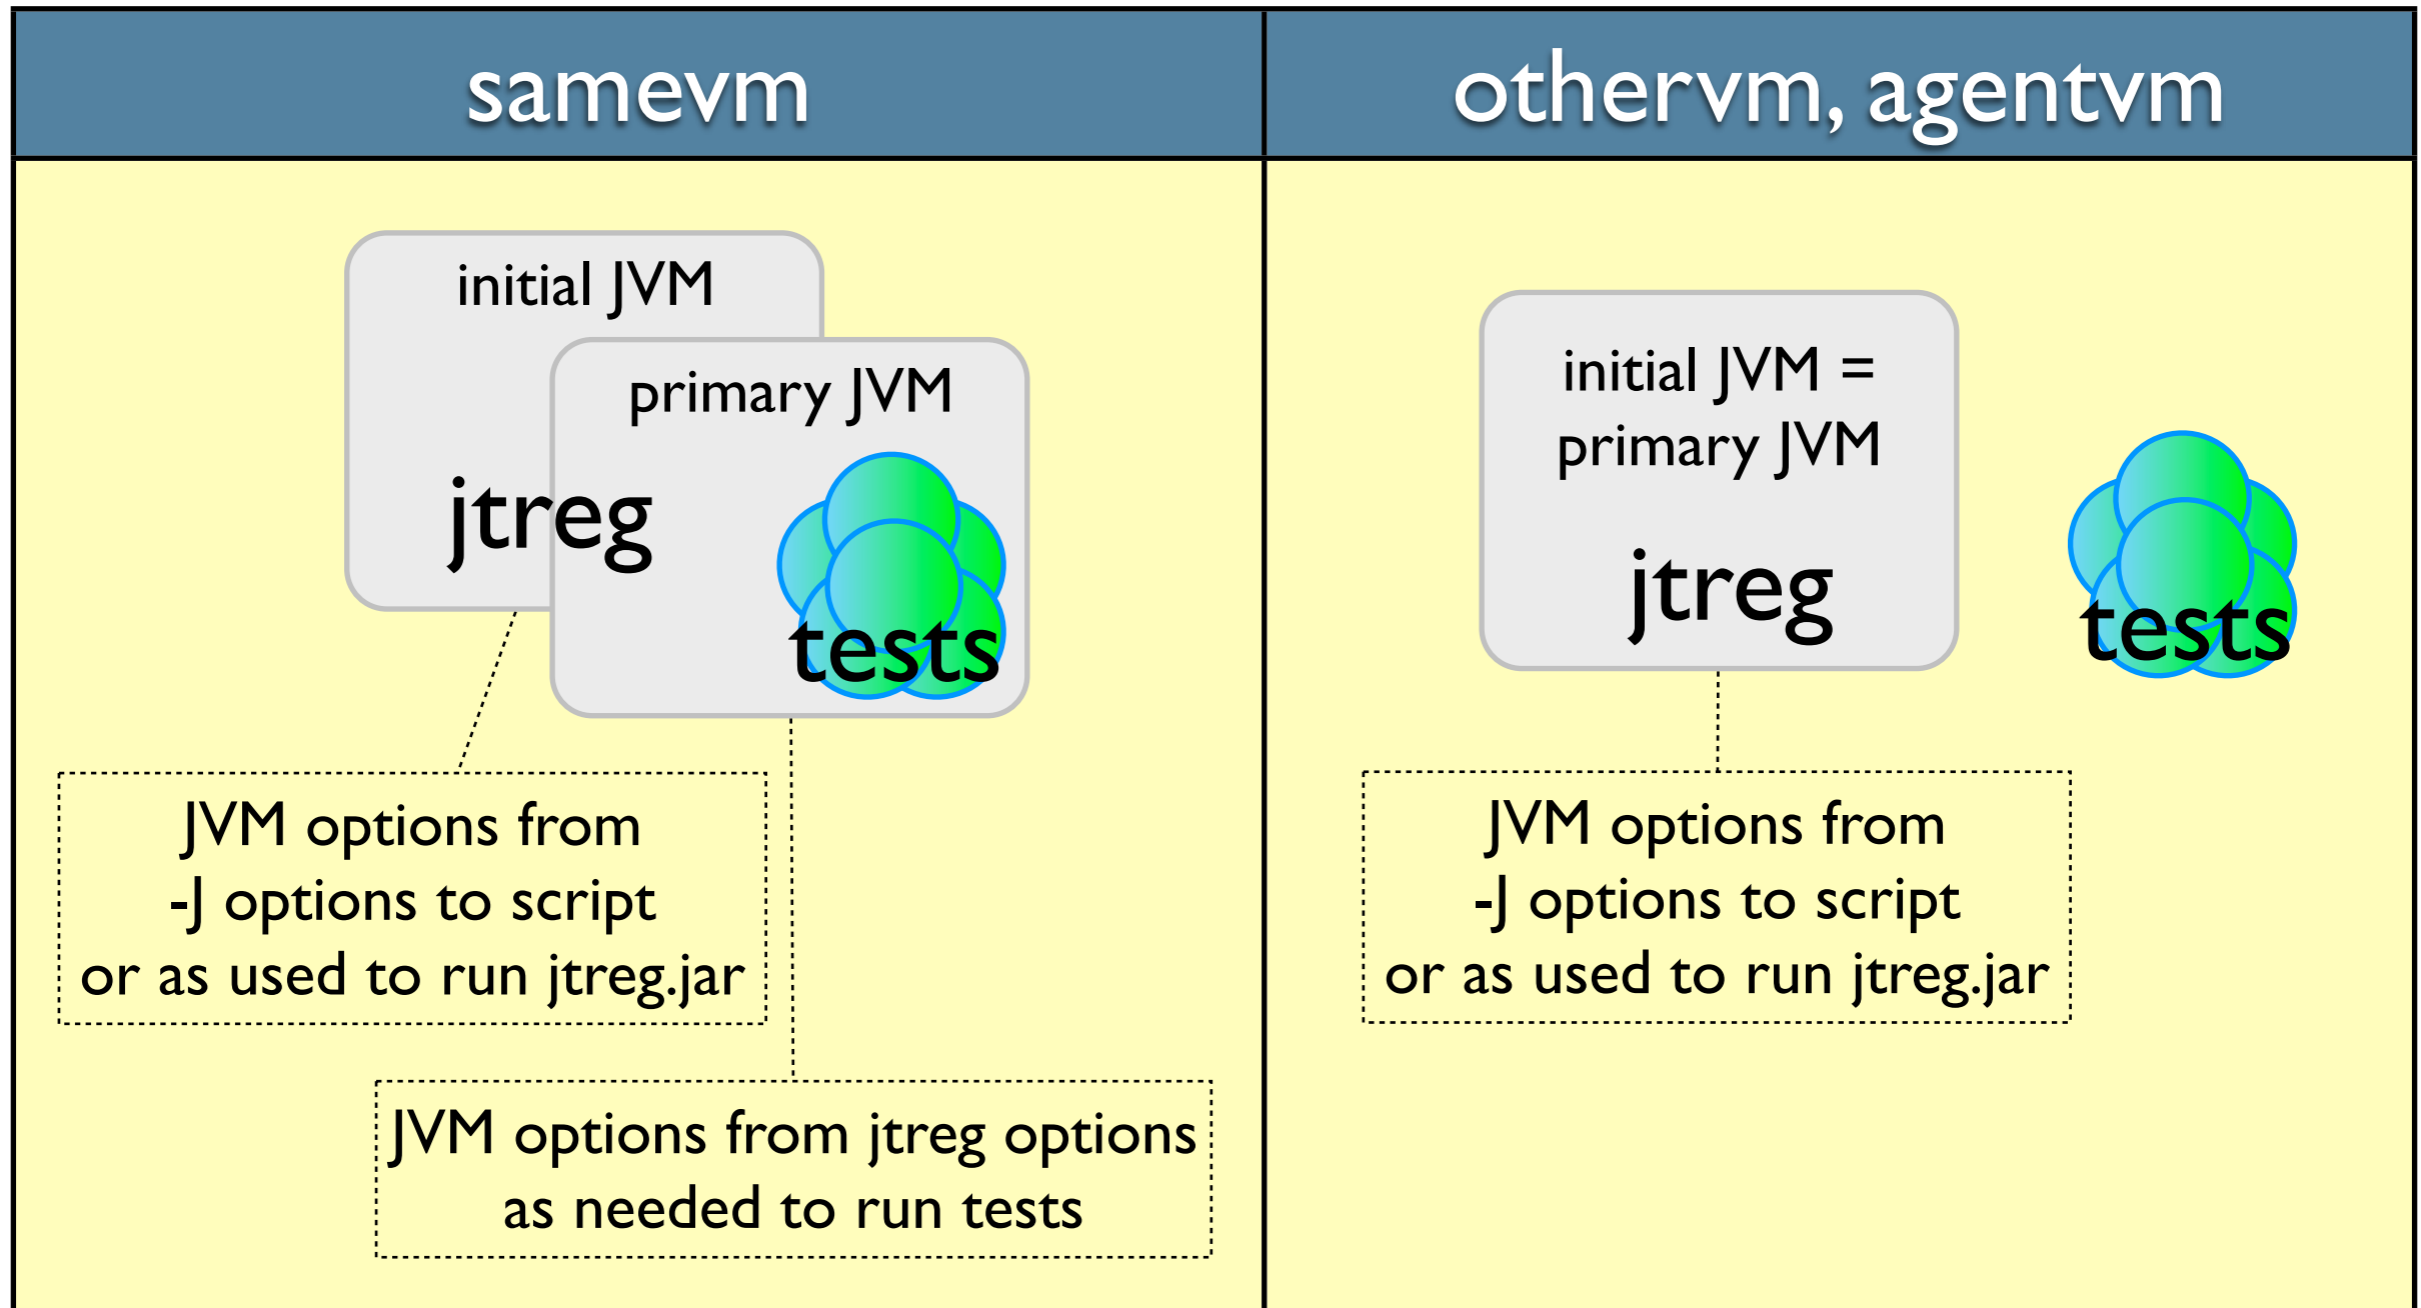 samevm
initial JVM
primary JVM
jtreg
tests
JVM options from
-J options to script
or as used to run jtreg.jar
JVM options from jtreg options
as needed to run tests
othervm, agentvm
initial JVM =
primary JVM
jtreg
tests
JVM options from
-J options to script
or as used to run jtreg.jar